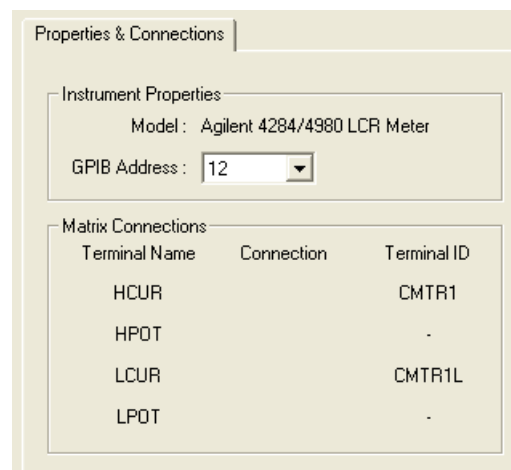 Properties & Connections
Instrument Properties
Model : Agilent 4284/4980 LCR Meter
GPIB Address : 12
Matrix Connections
Terminal Name Connection Terminal ID
HCUR CMTR1
HPOT -
LCUR CMTR1L
LPOT -